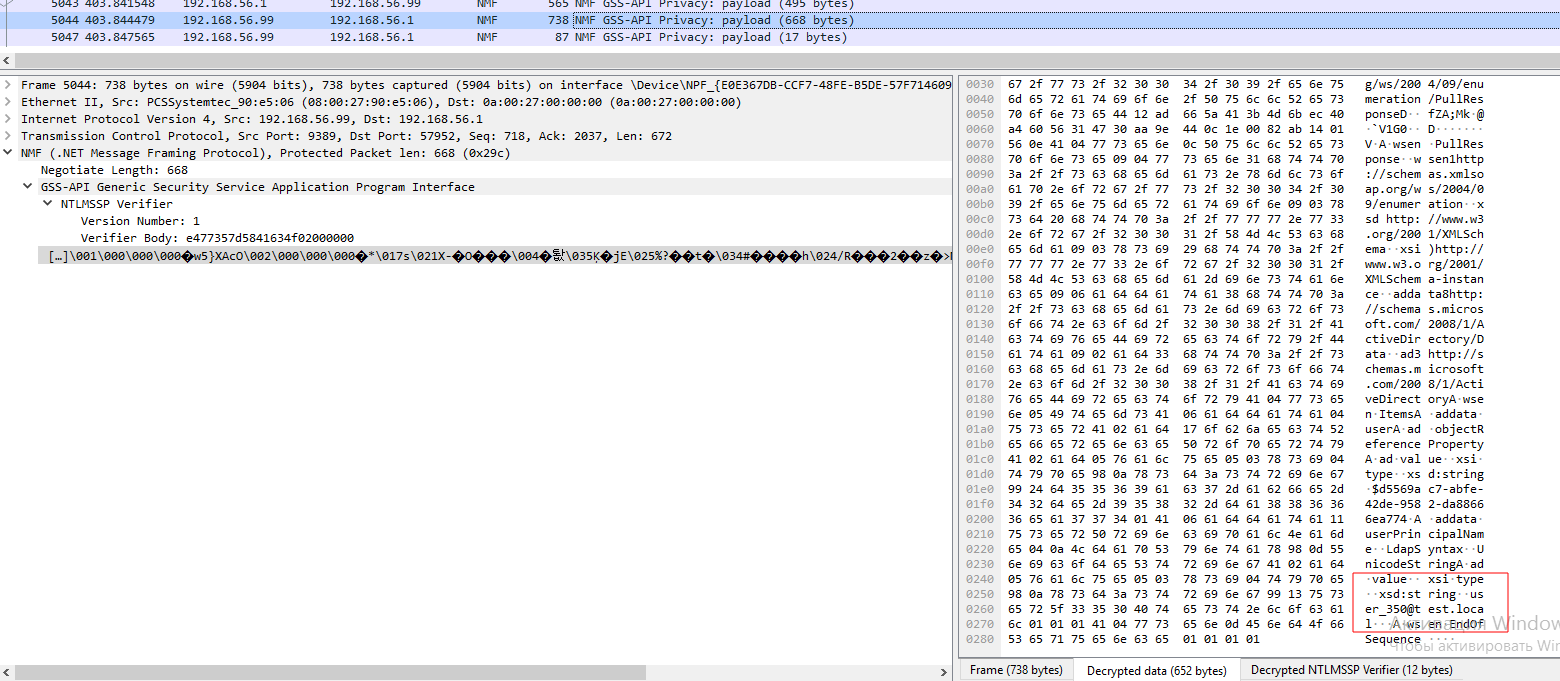 5043 403.841548 192.168.56.1 192.168.56.99 NMF 565 NMF GSS-API Privacy: payload (495 bytes)
5044 403.844479 192.168.56.99 192.168.56.1 NMF 738 NMF GSS-API Privacy: payload (668 bytes)
5047 403.847565 192.168.56.99 192.168.56.1 NMF 87 NMF GSS-API Privacy: payload (17 bytes)
Frame 5044: 738 bytes on wire (5904 bits), 738 bytes captured (5904 bits) on interface \Device\NPF_{E0E367DB-CCF7-48FE-B5DE-57F714609
Ethernet II, Src: PCSSystemtec_90:e5:06 (08:00:27:90:e5:06), Dst: 0a:00:27:00:00:00 (0a:00:27:00:00:00)
Internet Protocol Version 4, Src: 192.168.56.99, Dst: 192.168.56.1
Transmission Control Protocol, Src Port: 9389, Dst Port: 57952, Seq: 718, Ack: 2037, Len: 672
NMF (.NET Message Framing Protocol), Protected Packet len: 668 (0x29c)
Negotiate Length: 668
GSS-API Generic Security Service Application Program Interface
NTLMSSP Verifier
Version Number: 1
Verifier Body: e477357d5841634f02000000
0030 67 2f 77 73 2f 32 30 30 34 2f 30 39 2f 65 6e 75 g/ws/200 4/09/enu
0040 6d 65 72 61 74 69 6f 6e 2f 50 75 6c 6c 52 65 73 meration /PullRes
0050 70 6f 6e 73 65 44 12 ad 66 5a 41 3b 4d 6b ec 40 ponseD·· fZA;Mk·@
0060 a4 60 56 31 47 30 aa 9e 44 0c 1e 00 82 ab 14 01 ·`V1G0·· D·······
0070 56 0e 41 04 77 73 65 6e 0c 50 75 6c 6c 52 65 73 V·A·wsen ·PullRes
0080 70 6f 6e 73 65 09 04 77 73 65 6e 31 68 74 74 70 ponse··w sen1http
0090 3a 2f 2f 73 63 68 65 6d 61 73 2e 78 6d 6c 73 6f ://schem as.xmlso
00a0 61 70 2e 6f 72 67 2f 77 73 2f 32 30 30 34 2f 30 ap.org/w s/2004/0
00b0 39 2f 65 6e 75 6d 65 72 61 74 69 6f 6e 09 03 78 9/enumer ation··x
00c0 73 64 20 68 74 74 70 3a 2f 2f 77 77 77 2e 77 33 sd http: //www.w3
00d0 2e 6f 72 67 2f 32 30 30 31 2f 58 4d 4c 53 63 68 .org/200 1/XMLSch
00e0 65 6d 61 09 03 78 73 69 29 68 74 74 70 3a 2f 2f ema··xsi )http://
00f0 77 77 77 2e 77 33 2e 6f 72 67 2f 32 30 30 31 2f www.w3.o rg/2001/
0100 58 4d 4c 53 63 68 65 6d 61 2d 69 6e 73 74 61 6e XMLSchem a-instan
0110 63 65 09 06 61 64 64 61 74 61 38 68 74 74 70 3a ce··adda ta8http:
0120 2f 2f 73 63 68 65 6d 61 73 2e 6d 69 63 72 6f 73 //schema s.micros
0130 6f 66 74 2e 63 6f 6d 2f 32 30 30 38 2f 31 2f 41 oft.com/ 2008/1/A
0140 63 74 69 76 65 44 69 72 65 63 74 6f 72 79 2f 44 ctiveDir ectory/D
0150 61 74 61 09 02 61 64 33 68 74 74 70 3a 2f 2f 73 ata··ad3 http://s
0160 63 68 65 6d 61 73 2e 6d 69 63 72 6f 73 6f 66 74 chemas.m icrosoft
0170 2e 63 6f 6d 2f 32 30 30 38 2f 31 2f 41 63 74 69 .com/200 8/1/Acti
0180 76 65 44 69 72 65 63 74 6f 72 79 41 04 77 73 65 veDirect oryA·wse
0190 6e 05 49 74 65 6d 73 41 06 61 64 64 61 74 61 04 n·ItemsA ·addata·
01a0 75 73 65 72 41 02 61 64 17 6f 62 6a 65 63 74 52 userA·ad ·objectR
01b0 65 66 65 72 65 6e 63 65 50 72 6f 70 65 72 74 79 eference Property
01c0 41 02 61 64 05 76 61 6c 75 65 05 03 78 73 69 04 A·ad·val ue··xsi·
01d0 74 79 70 65 98 0a 78 73 64 3a 73 74 72 69 6e 67 type··xs d:string
01e0 99 24 64 35 35 36 39 61 63 37 2d 61 62 66 65 2d ·$d5569a c7-abfe-
01f0 34 32 64 65 2d 39 35 38 32 2d 64 61 38 38 36 36 42de-958 2-da8866
0200 36 65 61 37 37 34 01 41 06 61 64 64 61 74 61 11 6ea774·A ·addata·
0210 75 73 65 72 50 72 69 6e 63 69 70 61 6c 4e 61 6d userPrin cipalNam
0220 65 04 0a 4c 64 61 70 53 79 6e 74 61 78 98 0d 55 e··LdapS yntax··U
0230 6e 69 63 6f 64 65 53 74 72 69 6e 67 41 02 61 64 nicodeSt ringA·ad
0240 05 76 61 6c 75 65 05 03 78 73 69 04 74 79 70 65 ·value·· xsi·type
0250 98 0a 78 73 64 3a 73 74 72 69 6e 67 99 13 75 73 ··xsd:st ring··us
0260 65 72 5f 33 35 30 40 74 65 73 74 2e 6c 6f 63 61 er_350@t est.loca
0270 6c 01 01 01 41 04 77 73 65 6e 0d 45 6e 64 4f 66 l···A·ws en·EndOf
0280 53 65 71 75 65 6e 63 65 01 01 01 01 Sequence ····
Активация Window
Чтобы активировать Win
Frame (738 bytes) Decrypted data (652 bytes) Decrypted NTLMSSP Verifier (12 bytes)